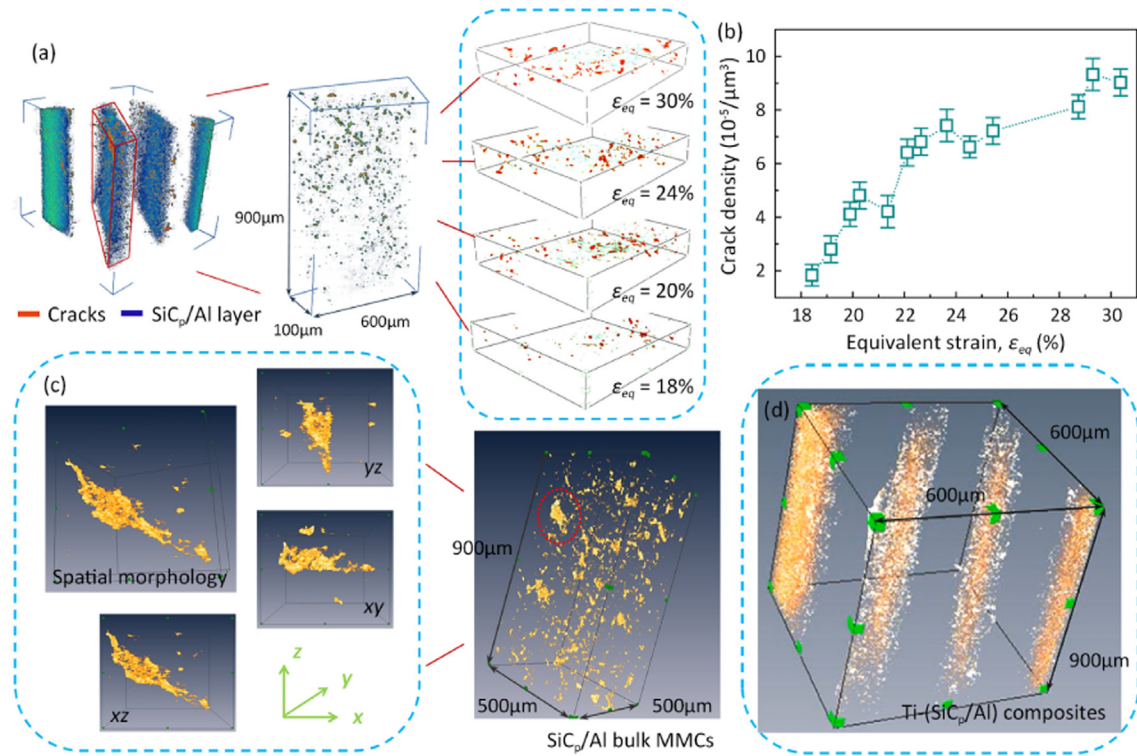 (a)
900μm
100μm
600μm
Cracks
SiCₚ/Al layer
εeq = 30%
εeq = 24%
εeq = 20%
εeq = 18%
(b)
Crack density (10⁻⁵/μm³)
10
8
6
4
2
18 20 22 24 26 28 30
Equivalent strain, εeq (%)
(c)
Spatial morphology
yz
xy
xz
z
y
x
900μm
500μm
500μm
SiCₚ/Al bulk MMCs
(d)
600μm
600μm
900μm
Ti-(SiCₚ/Al) composites